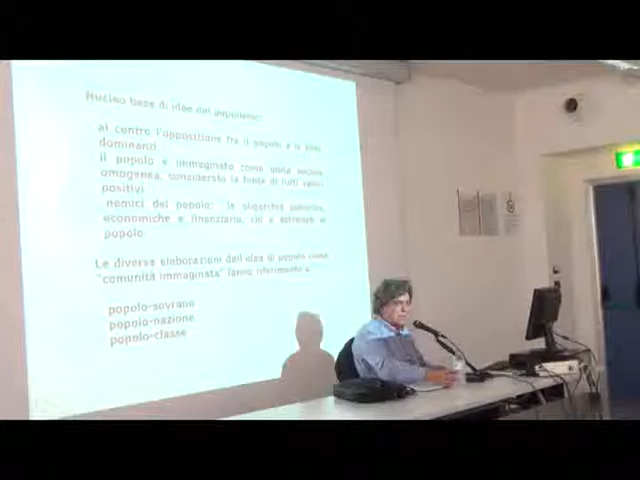 Nucleo base di idee del populismo:
al centro l'opposizione fra il popolo e le élite
dominanti
il popolo è immaginato come unità sociale
omogenea, considerato la fonte di tutti valori
positivi
nemici del popolo: le oligarchie politiche,
economiche e finanziarie, ciò è estraneo al
popolo
Le diverse elaborazioni dell'idea di popolo come
"comunità immaginata" fanno riferimento a
popolo-sovrano
popolo-nazione
popolo-classe